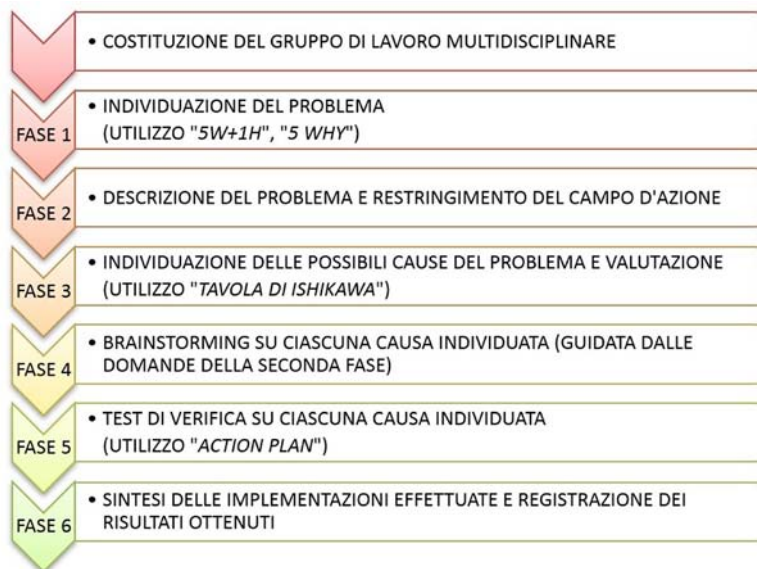 • COSTITUZIONE DEL GRUPPO DI LAVORO MULTIDISCIPLINARE
FASE 1
• INDIVIDUAZIONE DEL PROBLEMA
(UTILIZZO "5W+1H", "5 WHY")
FASE 2
• DESCRIZIONE DEL PROBLEMA E RESTRINGIMENTO DEL CAMPO D'AZIONE
FASE 3
• INDIVIDUAZIONE DELLE POSSIBILI CAUSE DEL PROBLEMA E VALUTAZIONE
(UTILIZZO "TAVOLA DI ISHIKAWA")
FASE 4
• BRAINSTORMING SU CIASCUNA CAUSA INDIVIDUATA (GUIDATA DALLE
DOMANDE DELLA SECONDA FASE)
FASE 5
• TEST DI VERIFICA SU CIASCUNA CAUSA INDIVIDUATA
(UTILIZZO "ACTION PLAN")
FASE 6
• SINTESI DELLE IMPLEMENTAZIONI EFFETTUATE E REGISTRAZIONE DEI
RISULTATI OTTENUTI